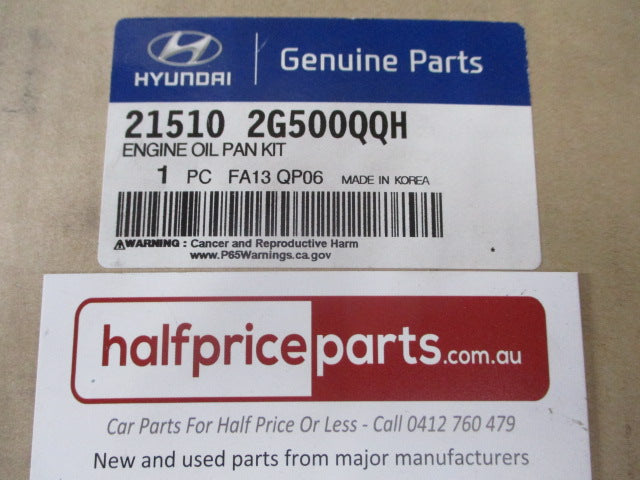 HYUNDAI
Genuine Parts
21510 2G500QQH
ENGINE OIL PAN KIT
1 PC FA13 QP06 MADE IN KOREA
WARNING : Cancer and Reproductive Harm
www.P65Warnings.ca.gov
halfpriceparts.com.au
Car Parts For Half Price Or Less - Call 0412 760 479
New and used parts from major manufacturers